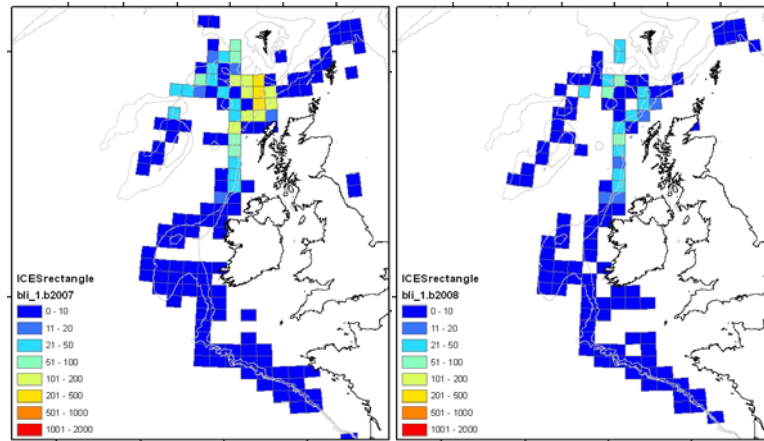 ICESrectangle
bli_1.b2007
0 - 10
11 - 20
21 - 50
51 - 100
101 - 200
201 - 500
501 - 1000
1001 - 2000
ICESrectangle
bli_1.b2008
0 - 10
11 - 20
21 - 50
51 - 100
101 - 200
201 - 500
501 - 1000
1001 - 2000